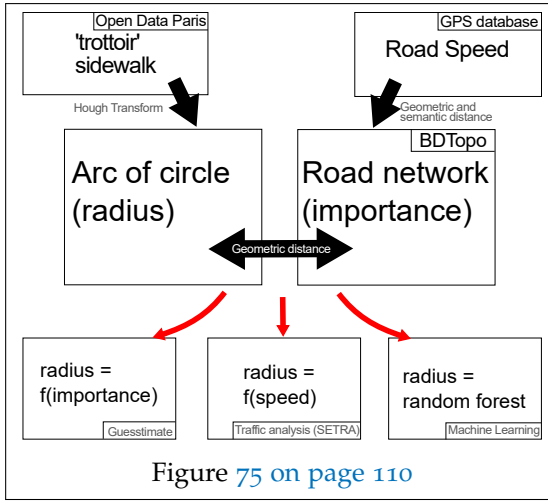 Open Data Paris
'trottoir'
sidewalk
GPS database
Road Speed
Hough Transform
Geometric and
semantic distance
BDTopo
Arc of circle
(radius)
Road network
(importance)
Geometric distance
radius =
f(importance)
Guesstimate
radius =
f(speed)
Traffic analysis (SETRA)
radius =
random forest
Machine Learning
Figure 75 on page 110